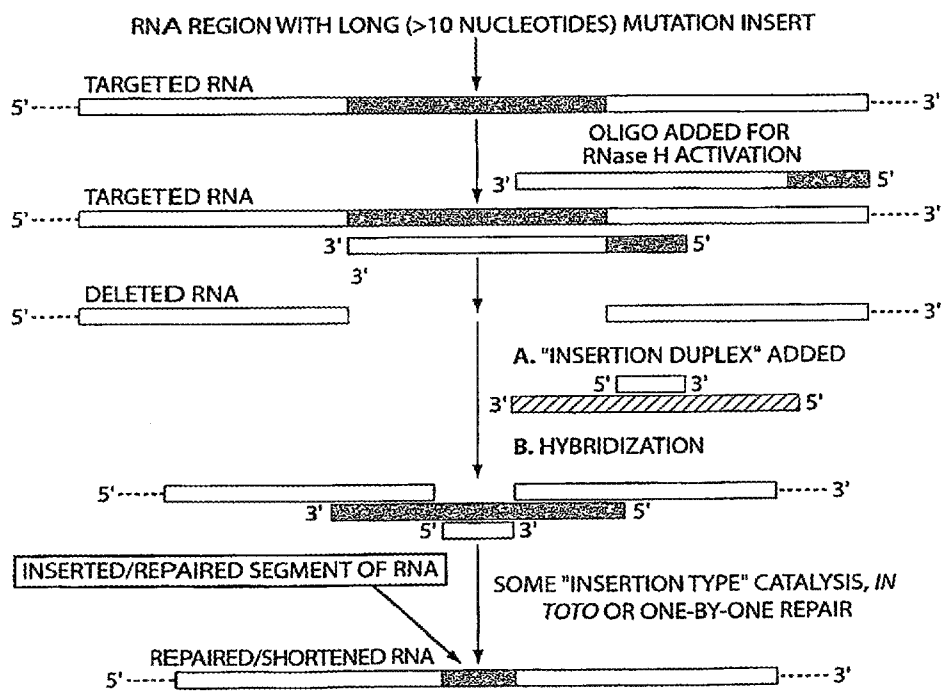 RNA REGION WITH LONG (>10 NUCLEOTIDES) MUTATION INSERT
TARGETED RNA
5' 3'
OLIGO ADDED FOR
RNase H ACTIVATION
3' 5'
TARGETED RNA
5' 3'
3' 5'
3'
DELETED RNA
5' 3'
A. "INSERTION DUPLEX" ADDED
5' 3'
3' 5'
B. HYBRIDIZATION
5' 3'
3' 5'
5' 3'
INSERTED/REPAIRED SEGMENT OF RNA
SOME "INSERTION TYPE" CATALYSIS, IN
TOTO OR ONE-BY-ONE REPAIR
REPAIRED/SHORTENED RNA
5' 3'